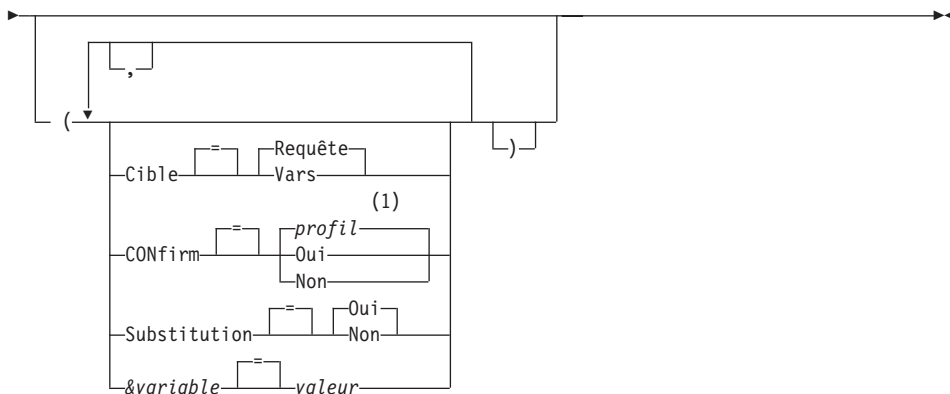 ,
(
)
=
Requête
Cible
Vars
(1)
=
profil
CONfirm
Oui
Non
=
Oui
Substitution
Non
=
&variable
valeur